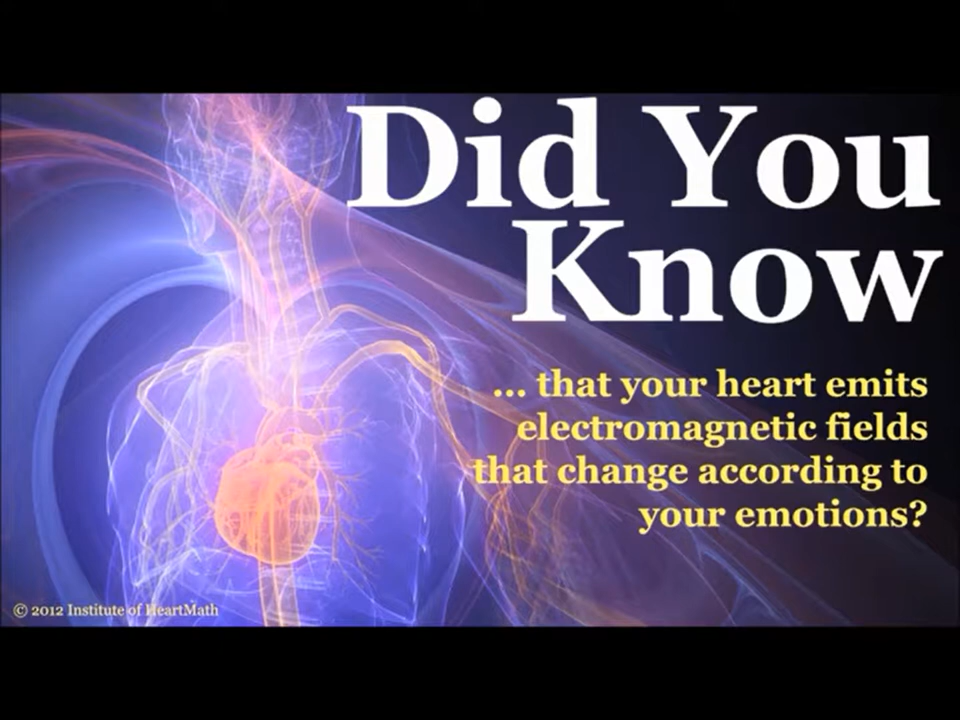 Did You
Know
... that your heart emits
electromagnetic fields
that change according to
your emotions?
© 2012 Institute of HeartMath